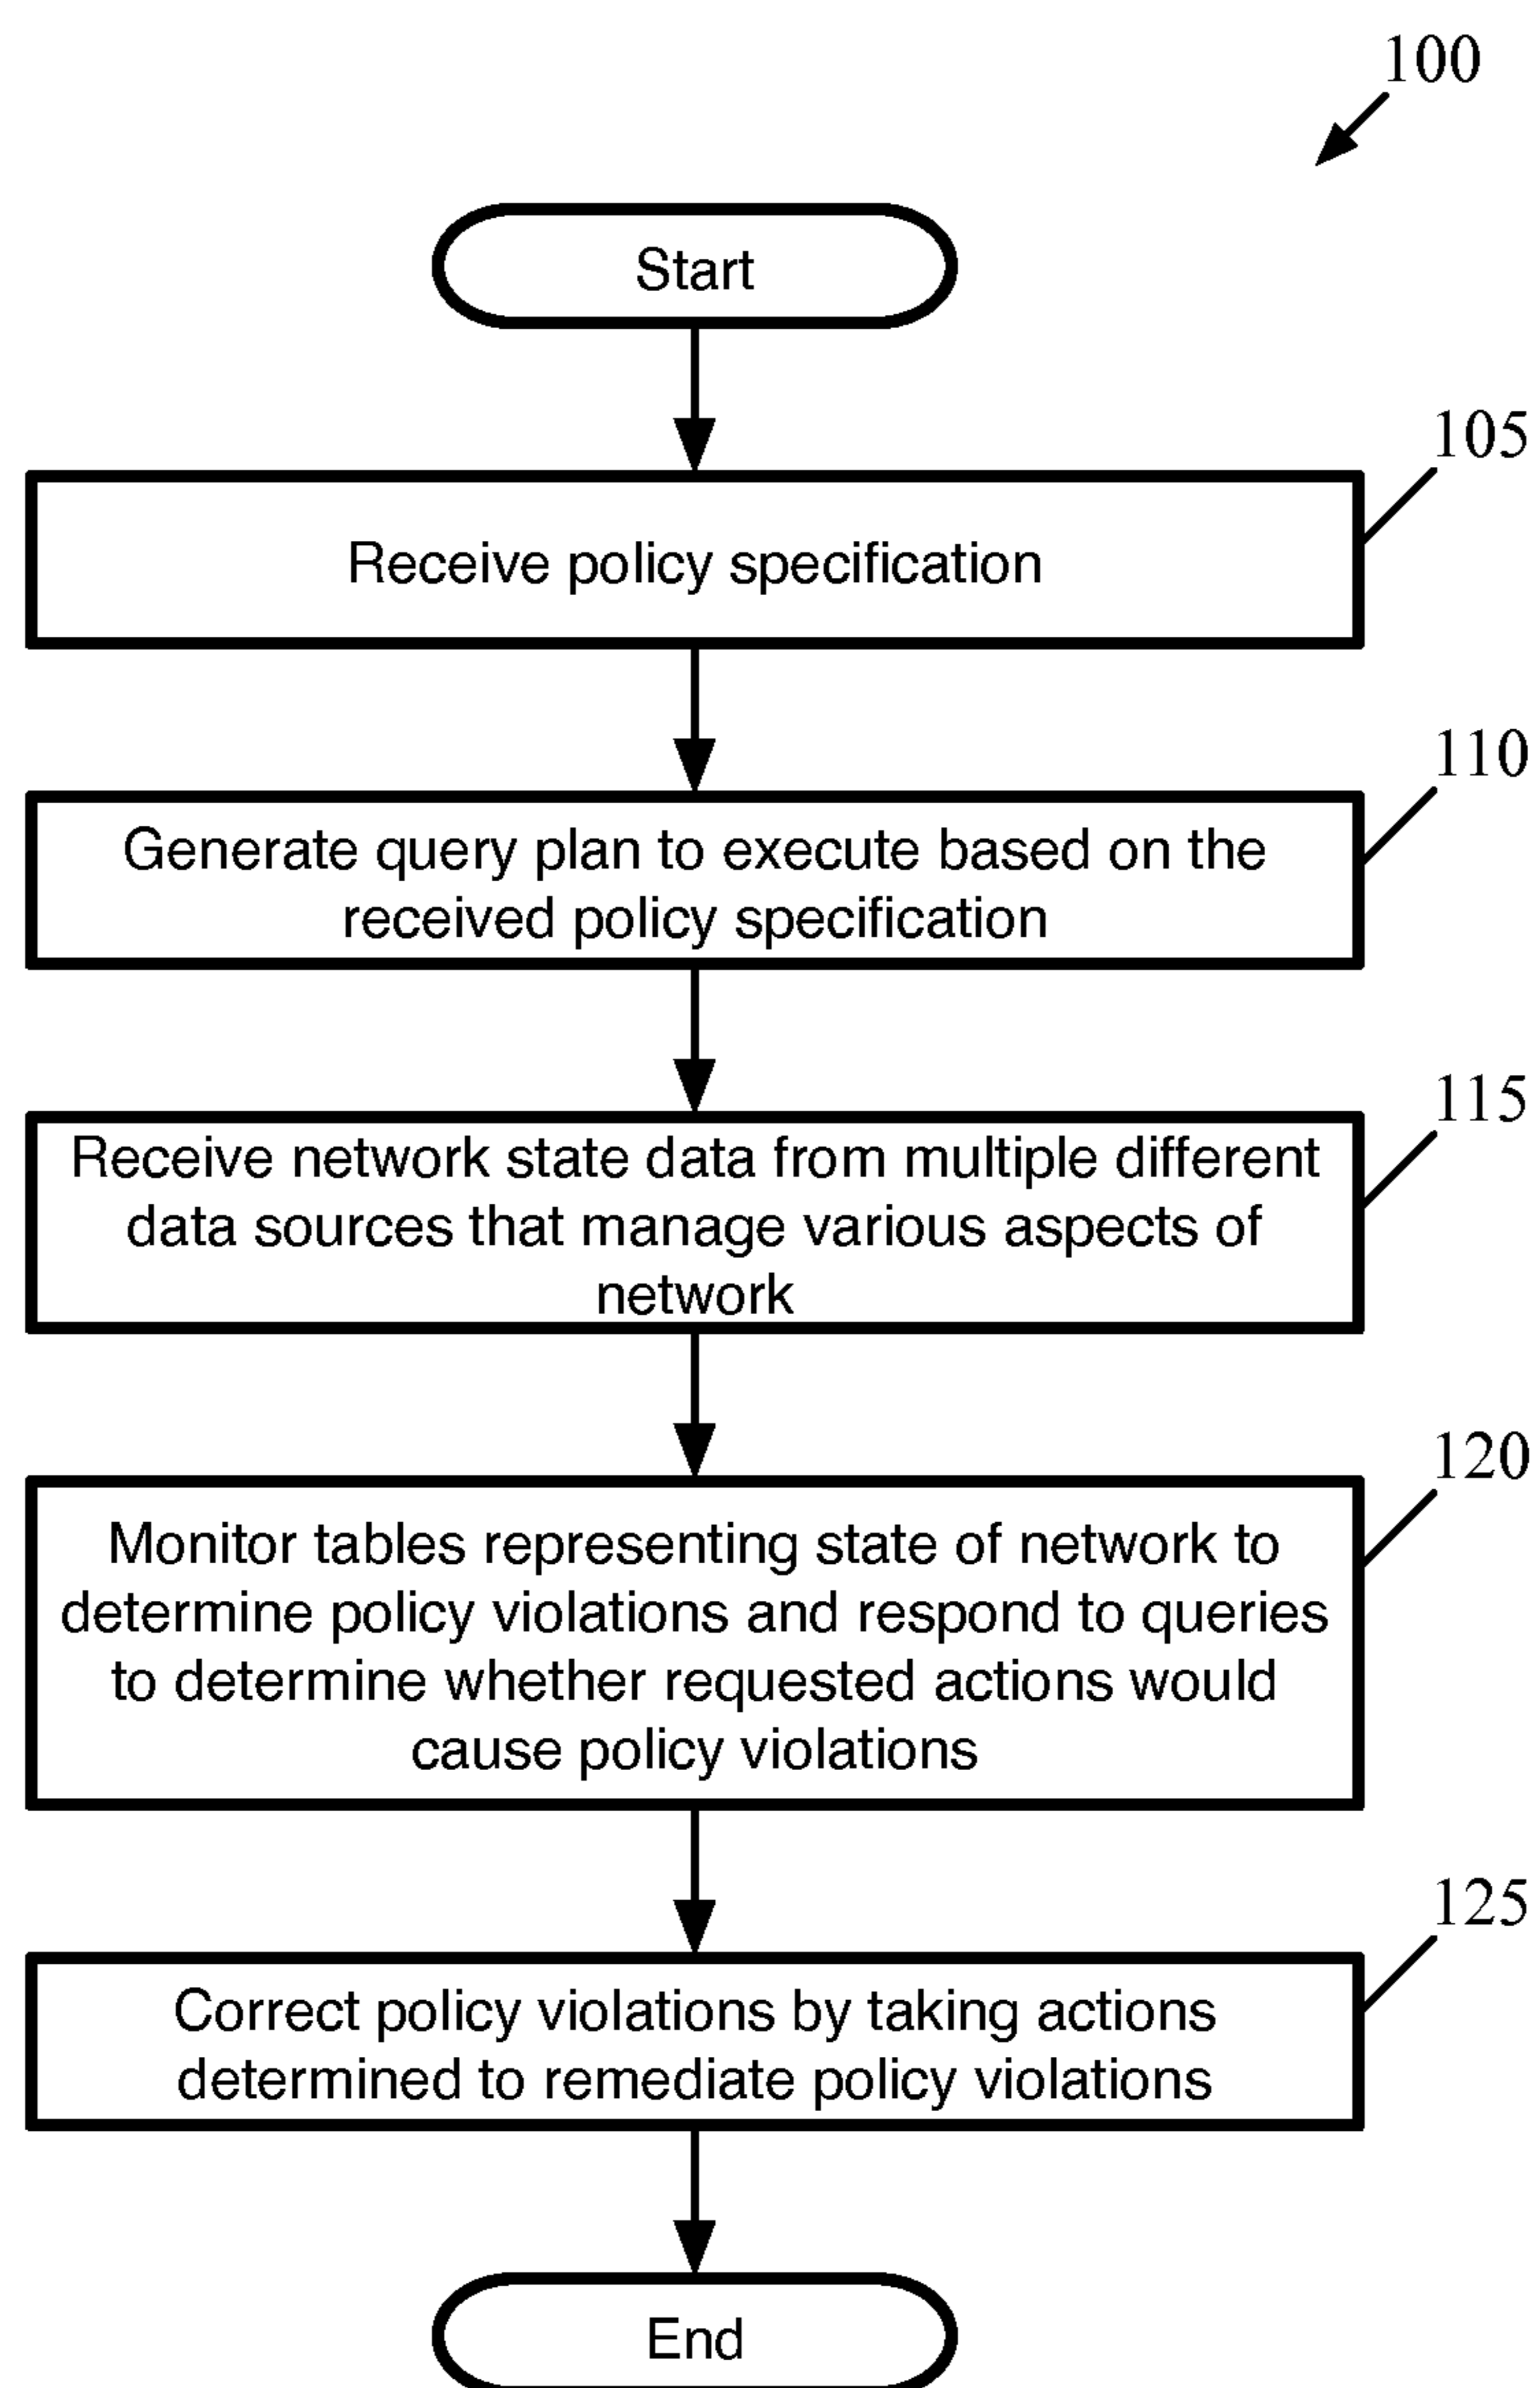 100
Start
105
Receive policy specification
110
Generate query plan to execute based on the
received policy specification
115
Receive network state data from multiple different
data sources that manage various aspects of
network
120
Monitor tables representing state of network to
determine policy violations and respond to queries
to determine whether requested actions would
cause policy violations
125
Correct policy violations by taking actions
determined to remediate policy violations
End